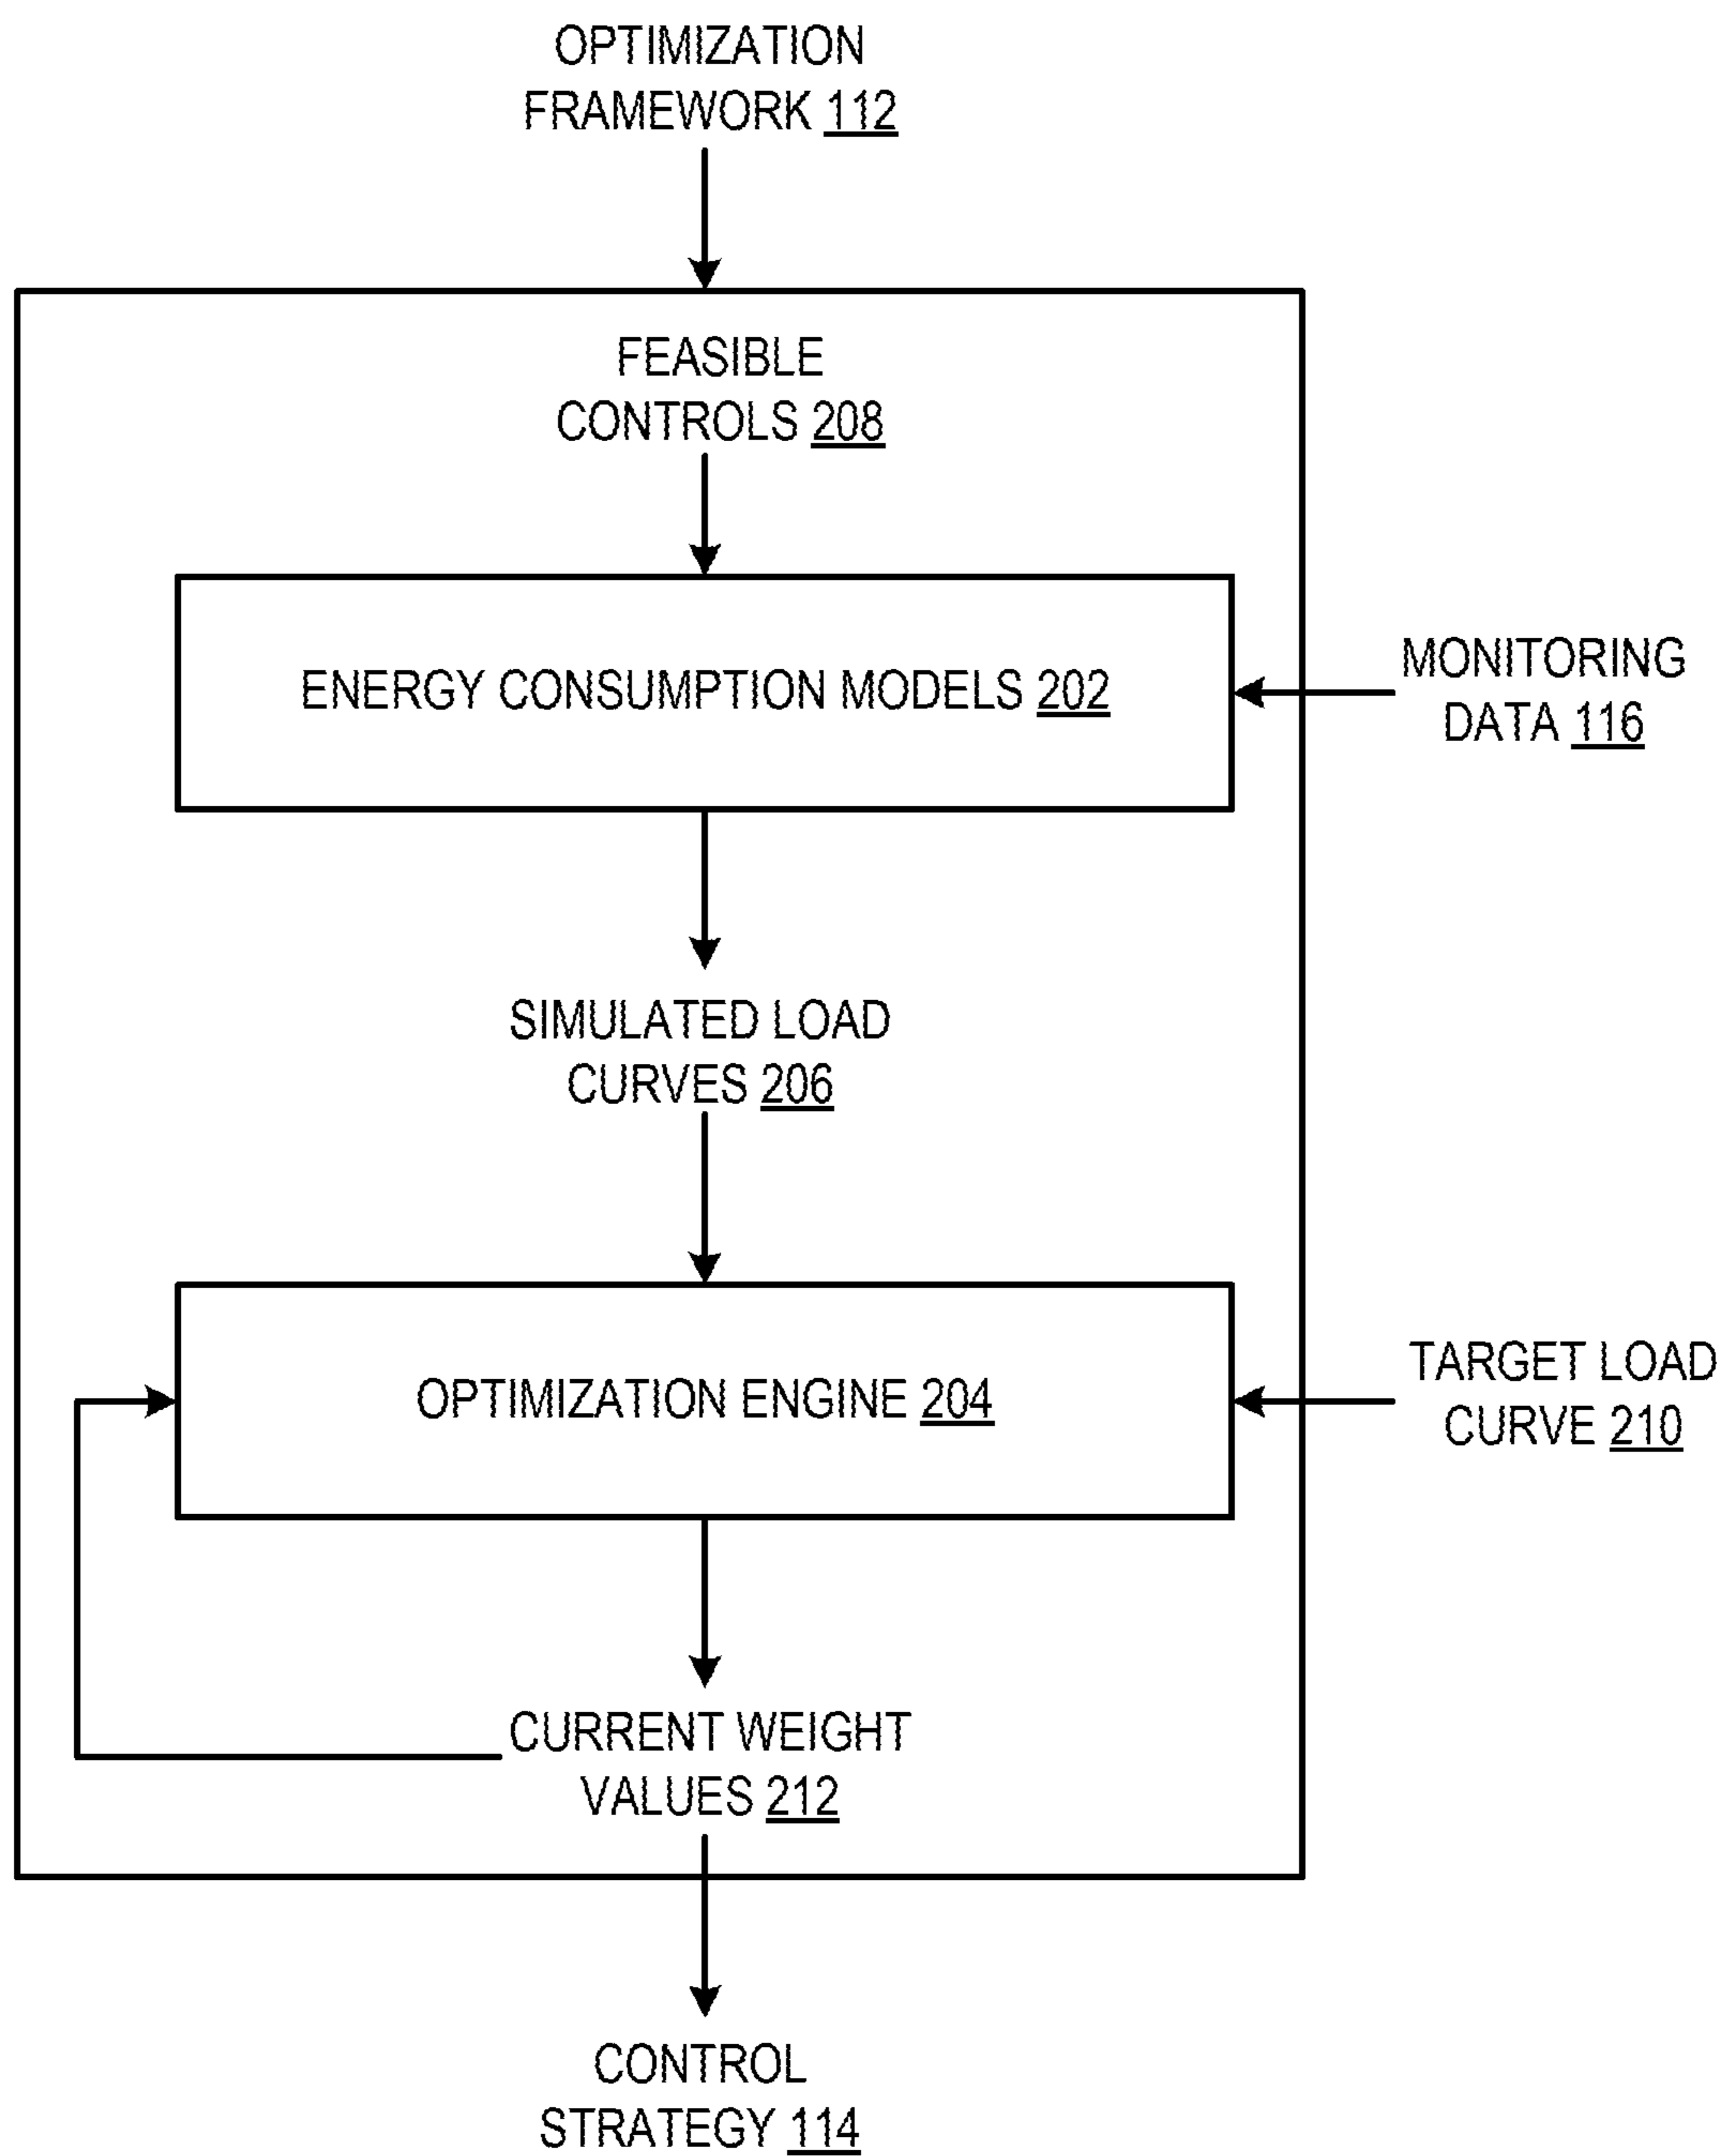 OPTIMIZATION
FRAMEWORK 112
FEASIBLE
CONTROLS 208
ENERGY CONSUMPTION MODELS 202
MONITORING
DATA 116
SIMULATED LOAD
CURVES 206
OPTIMIZATION ENGINE 204
TARGET LOAD
CURVE 210
CURRENT WEIGHT
VALUES 212
CONTROL
STRATEGY 114